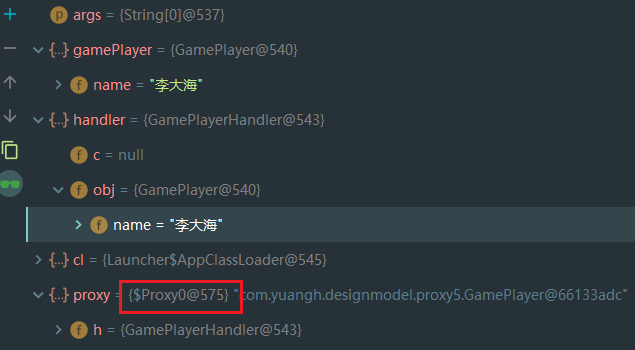 p args = {String[0]@537}
{...} gamePlayer = {GamePlayer@540}
f name = "李大海"
{...} handler = {GamePlayerHandler@543}
f c = null
f obj = {GamePlayer@540}
f name = "李大海"
{...} cl = {Launcher$AppClassLoader@545}
{...} proxy = {$Proxy0@575} "com.yuangh.designmodel.proxy5.GamePlayer@66133adc"
f h = {GamePlayerHandler@543}